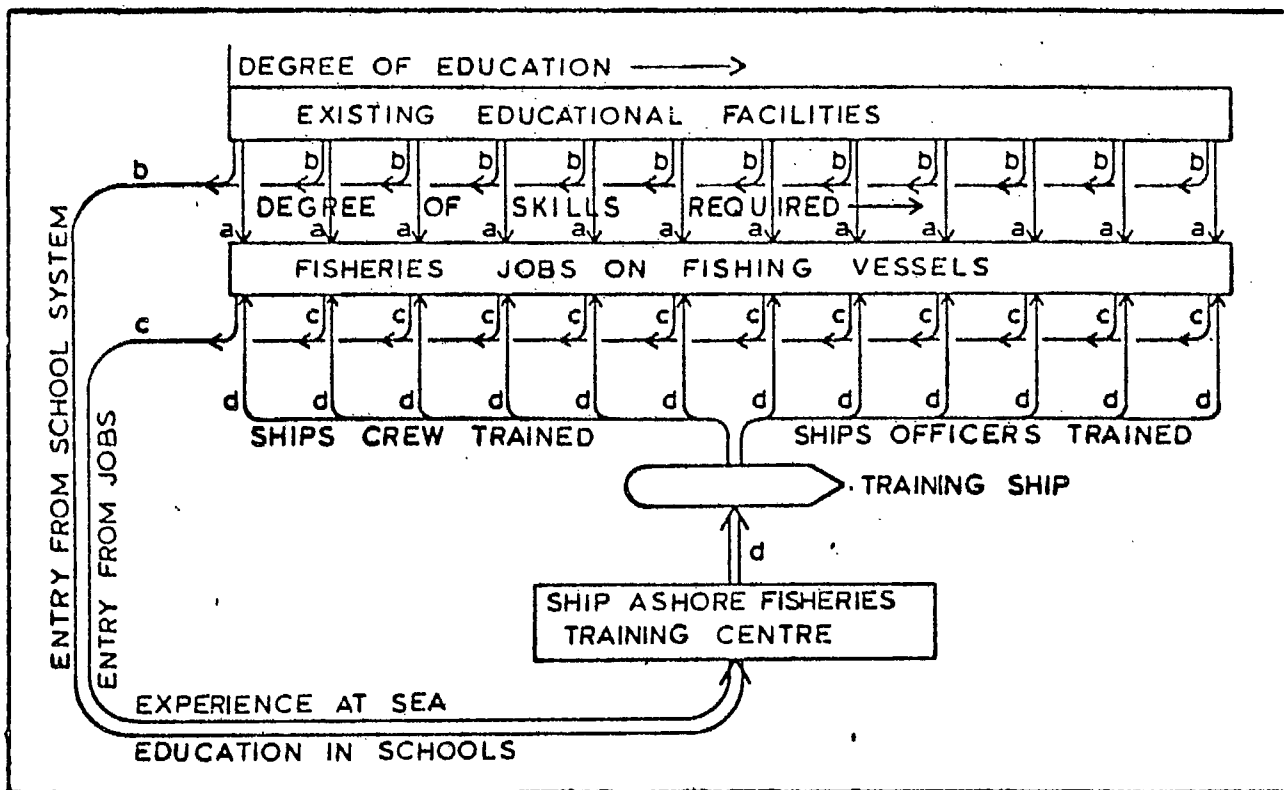 DEGREE OF EDUCATION
EXISTING EDUCATIONAL FACILITIES
b b b b b b b b b b b b
DEGREE OF SKILLS REQUIRED
a a a a a a a a a a a a
FISHERIES JOBS ON FISHING VESSELS
c c c c c c c c c c c c
d d d d d d d d d d d d
SHIPS CREW TRAINED
SHIPS OFFICERS TRAINED
TRAINING SHIP
d
SHIP ASHORE FISHERIES
TRAINING CENTRE
ENTRY FROM SCHOOL SYSTEM
ENTRY FROM JOBS
EXPERIENCE AT SEA
EDUCATION IN SCHOOLS